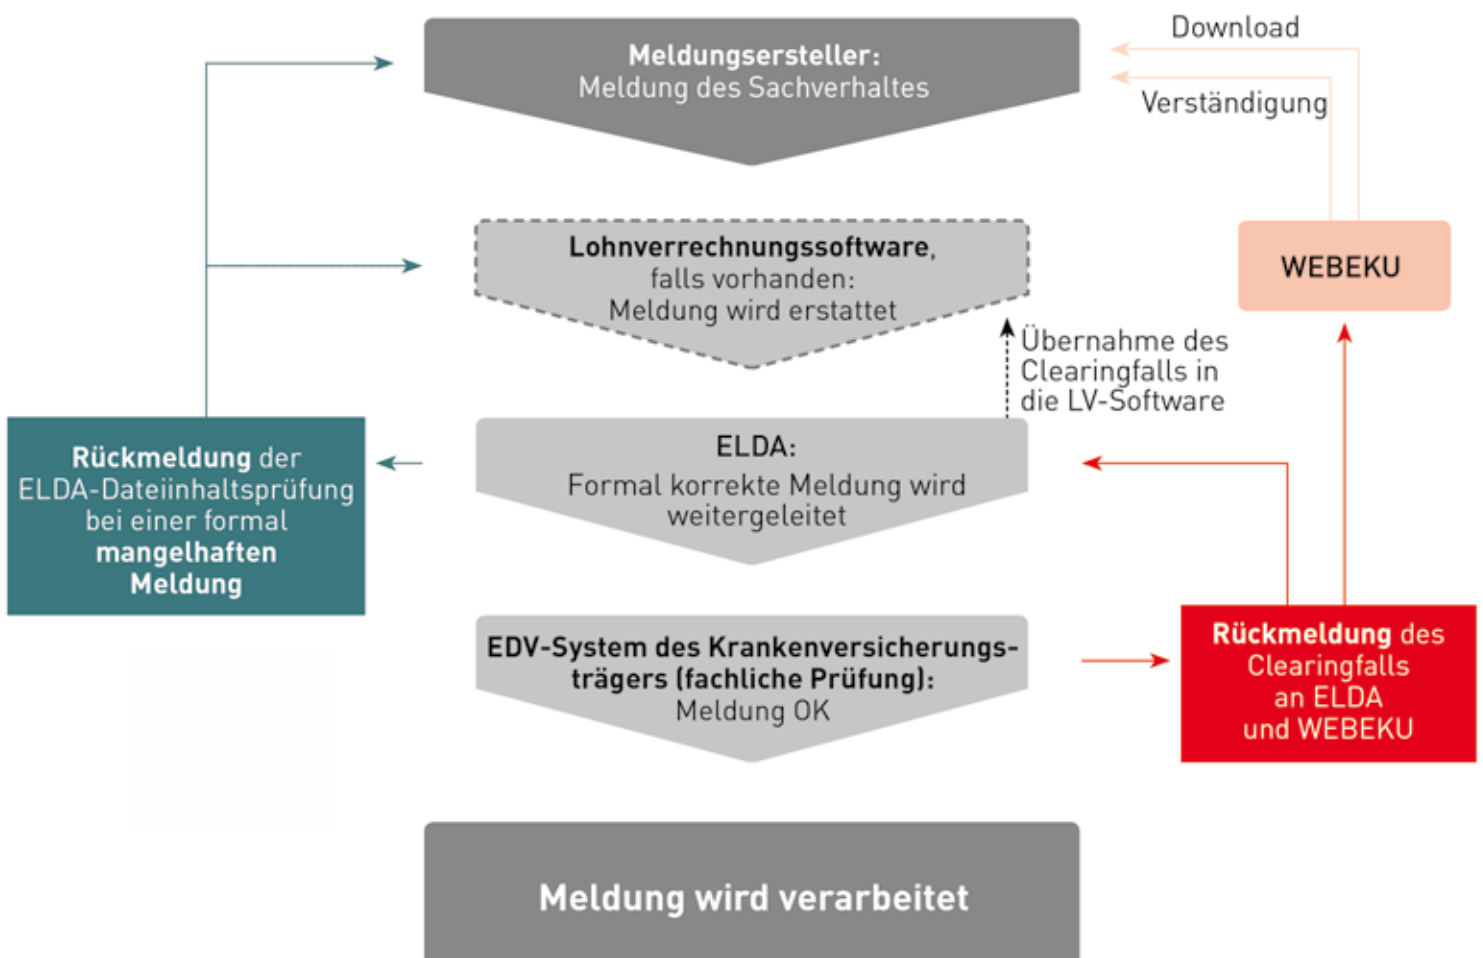 Meldungsersteller:
Meldung des Sachverhaltes
Download
Verständigung
Lohnverrechnungssoftware,
falls vorhanden:
Meldung wird erstattet
WEBEKU
Übernahme des
Clearingfalls in
die LV-Software
Rückmeldung der
ELDA-Dateiinhaltsprüfung
bei einer formal
mangelhaften
Meldung
ELDA:
Formal korrekte Meldung wird
weitergeleitet
EDV-System des Krankenversicherungs-
trägers (fachliche Prüfung):
Meldung OK
Rückmeldung des
Clearingfalls
an ELDA
und WEBEKU
Meldung wird verarbeitet